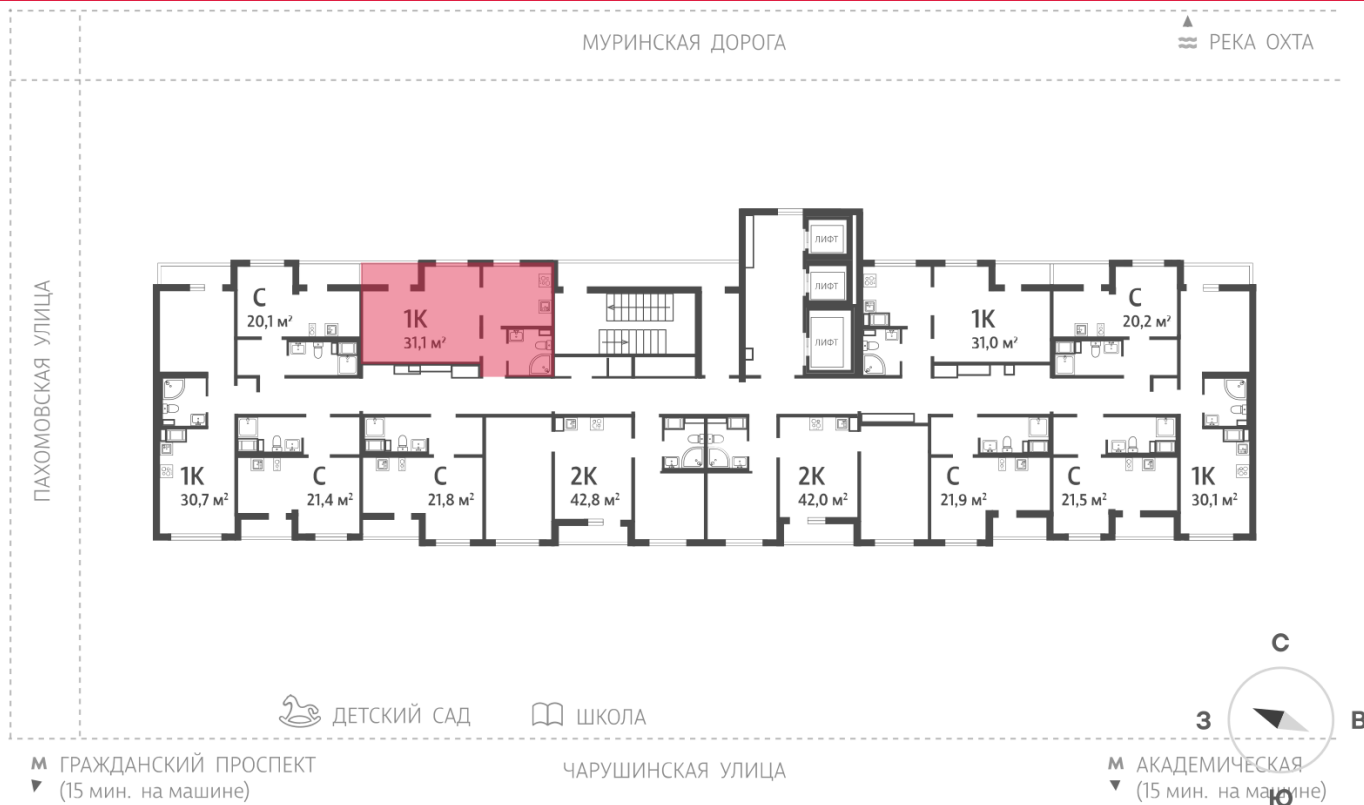 МУРИНСКАЯ ДОРОГА
РЕКА ОХТА
ПАХОМОВСКАЯ УЛИЦА
ЛИФТ
ЛИФТ
ЛИФТ
С
20,1 м²
1К
31,1 м²
1К
31,0 м²
С
20,2 м²
1К
30,7 м²
С
21,4 м²
С
21,8 м²
2К
42,8 м²
2К
42,0 м²
С
21,9 м²
С
21,5 м²
1К
30,1 м²
С
З
В
Ю
ДЕТСКИЙ САД
ШКОЛА
М ГРАЖДАНСКИЙ ПРОСПЕКТ
(15 мин. на машине)
ЧАРУШИНСКАЯ УЛИЦА
М АКАДЕМИЧЕСКАЯ
(15 мин. на машине)